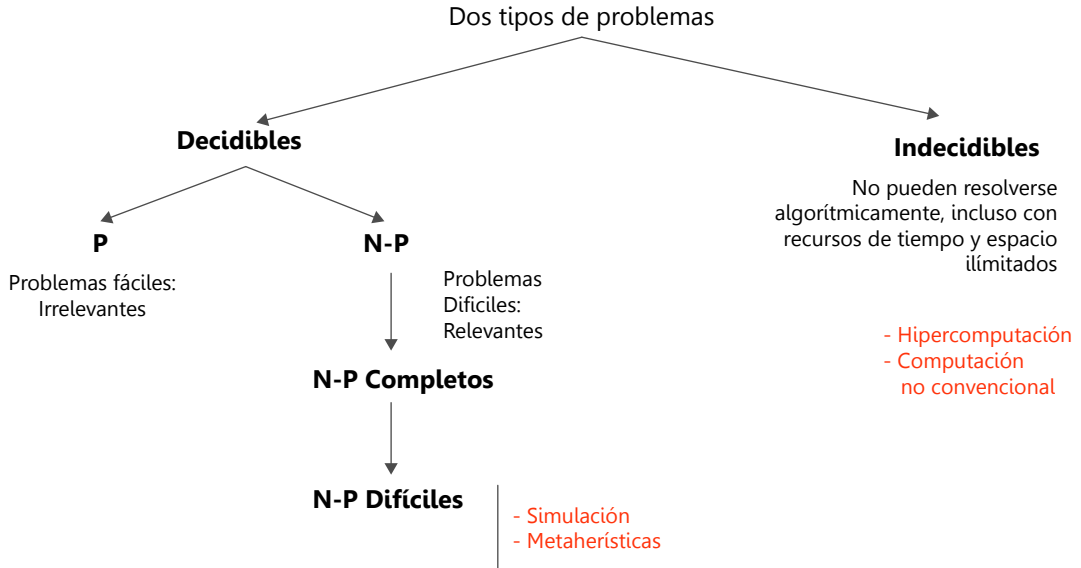 Dos tipos de problemas
Decidibles
Indecidibles
No pueden resolverse
algorítmicamente, incluso con
recursos de tiempo y espacio
ilímitados
P
N-P
Problemas fáciles:
Irrelevantes
Problemas
Dificiles:
Relevantes
- Hipercomputación
- Computación
no convencional
N-P Completos
N-P Difíciles
- Simulación
- Metaherísticas